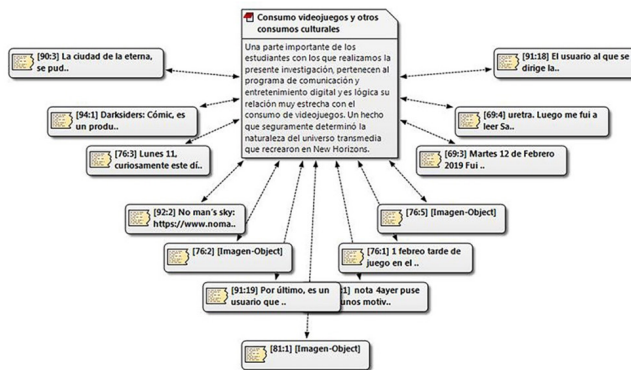 Consumo videojuegos y otros
consumos culturales
Una parte importante de los
estudiantes con los que realizamos la
presente investigación, pertenecen al
programa de comunicación y
entretenimiento digital y es lógica su
relación muy estrecha con el
consumo de videojuegos. Un hecho
que seguramente determinó la
naturaleza del universo transmedia
que recrearon en New Horizons.
[90:3] La ciudad de la eterna,
se pud..
[91:18] El usuario al que se
dirige la..
[94:1] Darksiders: Cómic, es
un produ..
[69:4] uretra. Luego me fui a
leer Sa..
[76:3] Lunes 11,
curiosamente este dí..
[69:3] Martes 12 de Febrero
2019 Fui ..
[92:2] No man's sky:
https://www.noma..
[76:5] [Imagen-Object]
[76:2] [Imagen-Object]
[76:1] 1 febreo tarde de
juego en el ..
[91:19] Por último, es un
usuario que ..
1] nota 4ayer puse
unos motiv..
[81:1] [Imagen-Object]